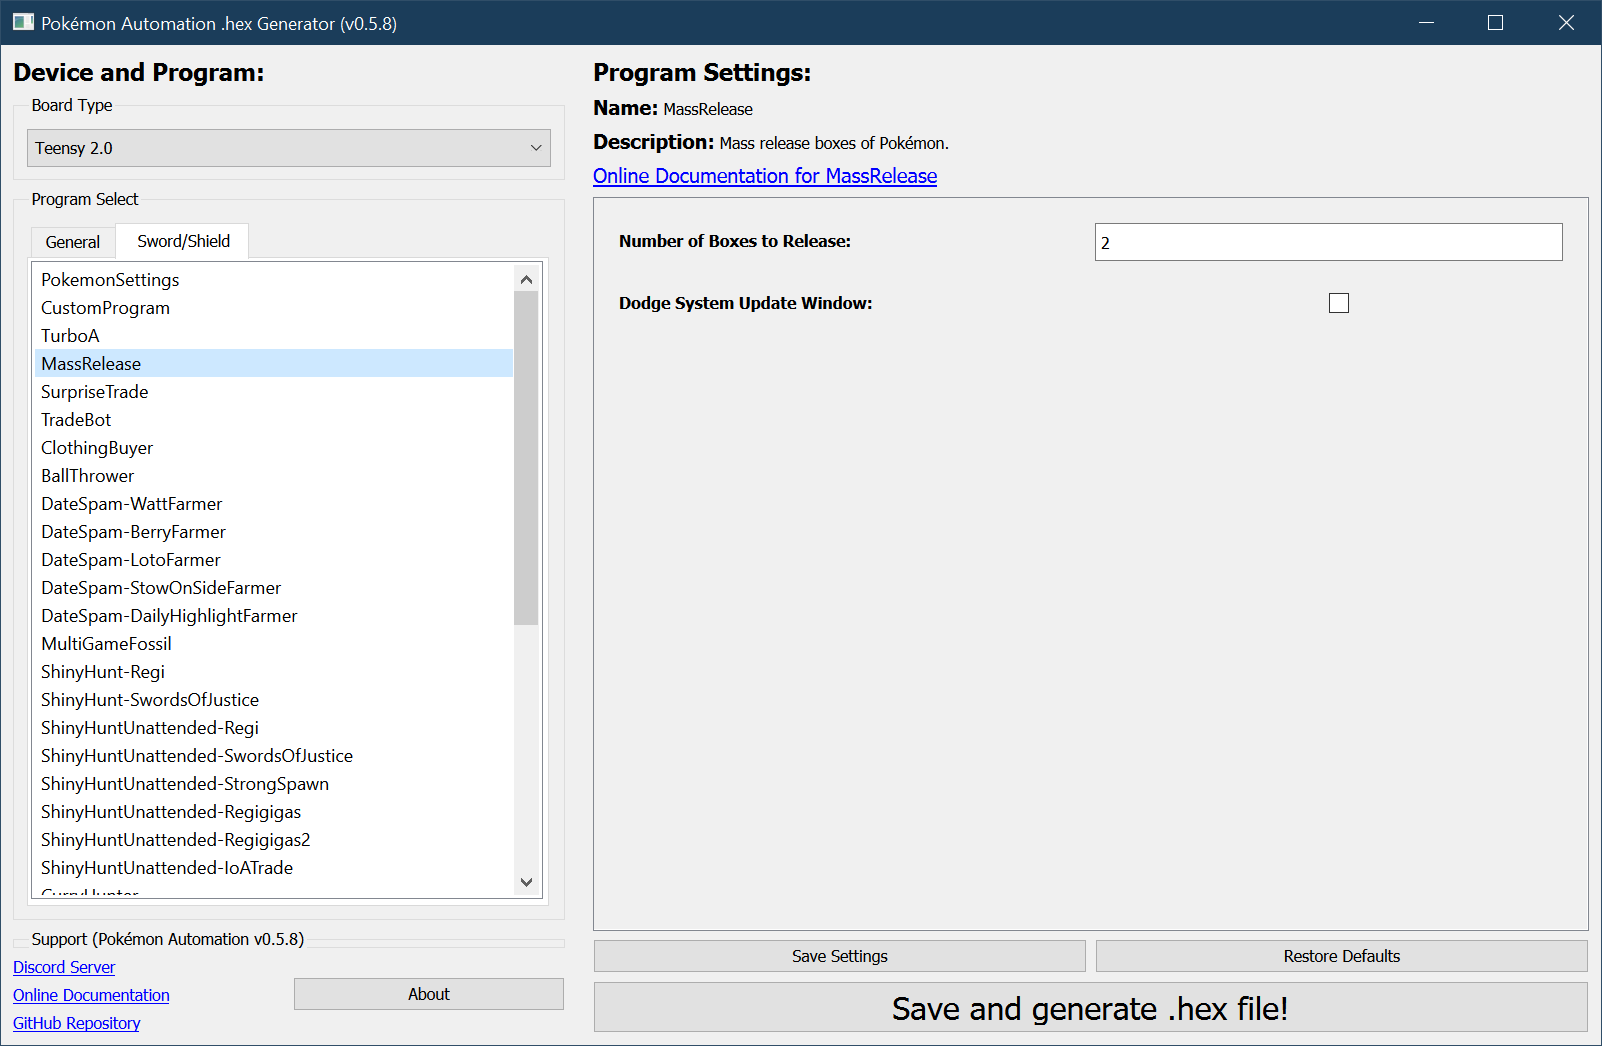 Pokémon Automation .hex Generator (v0.5.8)
Device and Program:
Board Type
Teensy 2.0
Program Select
General
Sword/Shield
PokemonSettings
CustomProgram
TurboA
MassRelease
SurpriseTrade
TradeBot
ClothingBuyer
BallThrower
DateSpam-WattFarmer
DateSpam-BerryFarmer
DateSpam-LotoFarmer
DateSpam-StowOnSideFarmer
DateSpam-DailyHighlightFarmer
MultiGameFossil
ShinyHunt-Regi
ShinyHunt-SwordsOfJustice
ShinyHuntUnattended-Regi
ShinyHuntUnattended-SwordsOfJustice
ShinyHuntUnattended-StrongSpawn
ShinyHuntUnattended-Regigigas
ShinyHuntUnattended-Regigigas2
ShinyHuntUnattended-IoATrade
CurryHunter
Support (Pokémon Automation v0.5.8)
Discord Server
Online Documentation
GitHub Repository
About
Program Settings:
Name: MassRelease
Description: Mass release boxes of Pokémon.
Online Documentation for MassRelease
Number of Boxes to Release:
2
Dodge System Update Window:
Save Settings
Restore Defaults
Save and generate .hex file!